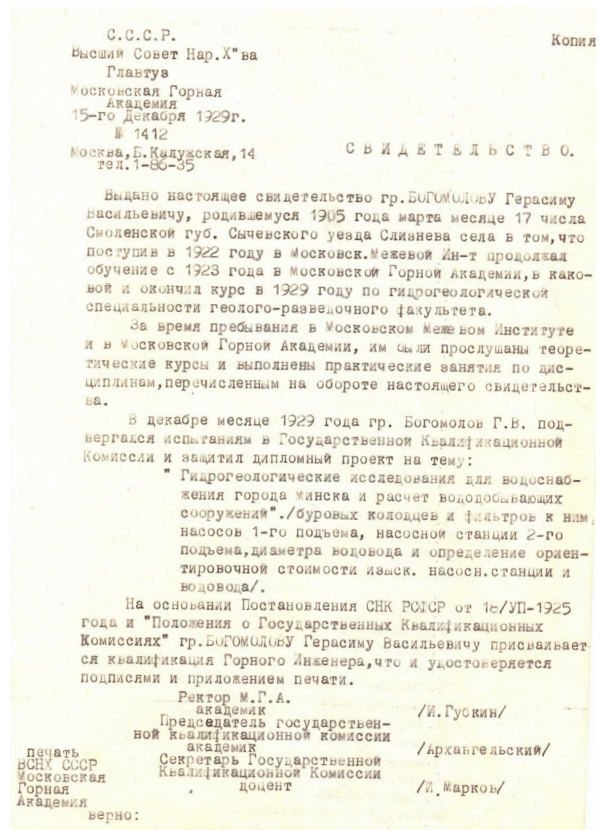 С.С.С.Р.
Копия
Высший Совет Нар.Х"ва
Главтуз
Московская Горная
Академия
15-го Декабря 1929г.
№ 1412
Москва,Б.Калужская,14
тел.1-86-35
С В И Д Е Т Е Л Ь С Т В О.
Выдано настоящее свидетельство гр.БОГОМОЛОВУ Герасиму
Васильевичу, родившемуся 1905 года марта месяце 17 числа
Смоленской губ. Сычевского уезда Слизнева села в том,что
поступив в 1922 году в Московск.Межевой Ин-т продолжал
обучение с 1923 года в Московской Горной Академии,в како-
вой и окончил курс в 1929 году по гидрогеологической
специальности геолого-разведочного факультета.
За время пребывания в Московском Межевом Институте
и в Московской Горной Академии, им были прослушаны теоре-
тические курсы и выполнены практические занятия по дис-
циплинам,перечисленным на обороте настоящего свидетельст-
ва.
В декабре месяце 1929 года гр. Богомолов Г.В. под-
вергался испытаниям в Государственной Квалификационной
Комиссии и защитил дипломный проект на тему:
" Гидрогеологические исследования для водоснаб-
жения города Минска и расчет вододобывающих
сооружений"./буровых колодцев и фильтров к ним,
насосов 1-го подъема, насосной станции 2-го
подъема,диаметра водовода и определение ориен-
тировочной стоимости изыск. насосн.станции и
водовода/.
На основании Постановления СНК РСФСР от 18/УП-1925
года и "Положения о Государственных Квалификационных
Комиссиях" гр.БОГОМОЛОВУ Герасиму Васильевичу присваивает-
ся квалификация Горного Инженера,что и удостоверяется
подписями и приложением печати.
Ректор М.Г.А.
академик /И.Губкин/
Председатель государствен-
ной квалификационной комиссии
академик /Архангельский/
Секретарь Государственной
Квалификационной Комиссии
доцент /И Марков/
печать
ВСНХ СССР
Московская
Горная
Академия
верно: